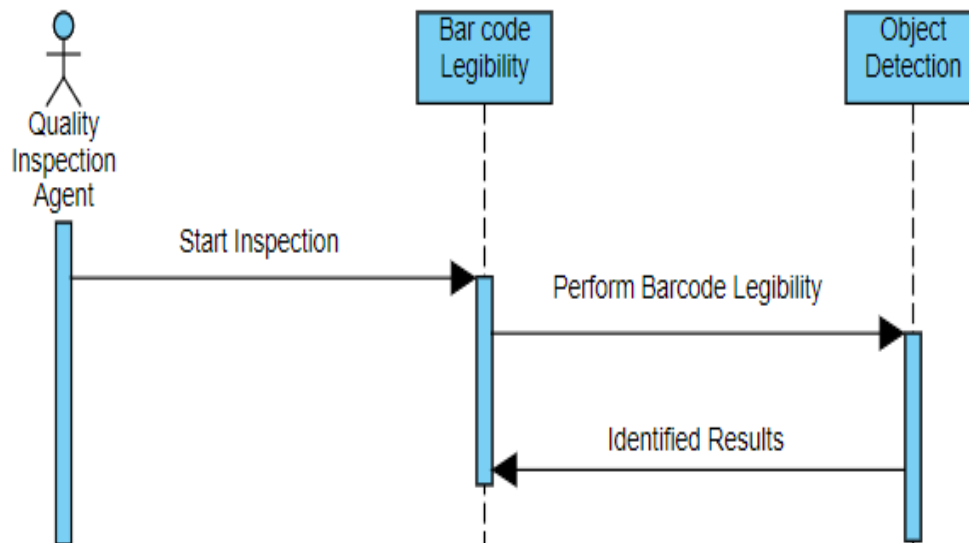 Bar code
Legibility
Object
Detection
Quality
Inspection
Agent
Start Inspection
Perform Barcode Legibility
Identified Results